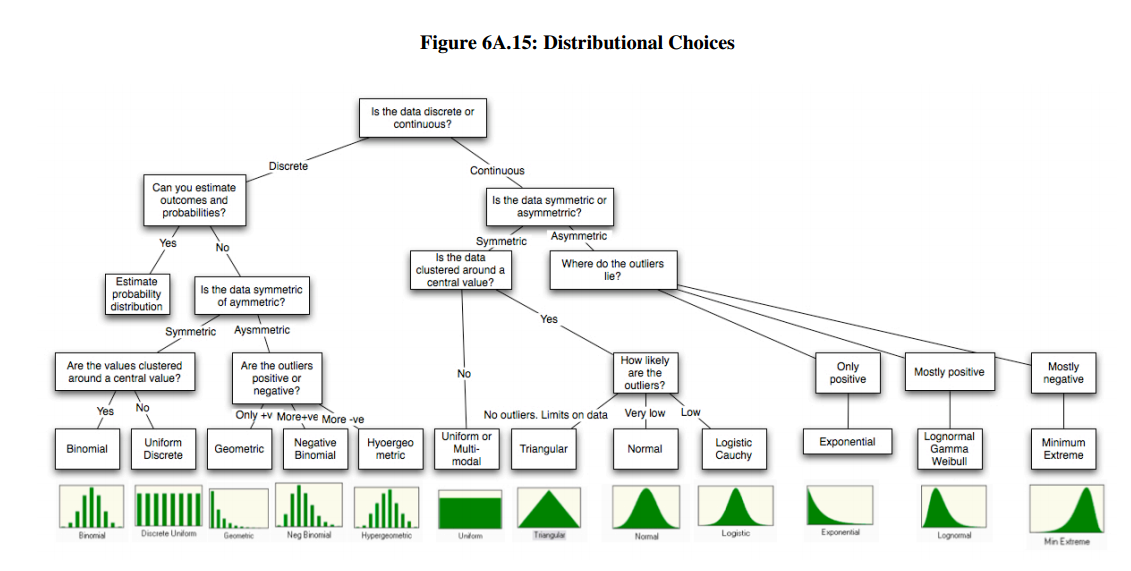 Figure 6A.15: Distributional Choices
Is the data discrete or
continuous?
Discrete
Continuous
Can you estimate
outcomes and
probabilities?
Is the data symmetric or
asymmetrric?
Yes
No
Symmetric
Asymmetric
Estimate
probability
distribution
Is the data symmetric
of aymmetric?
Is the data
clustered around a
central value?
Where do the outliers
lie?
Symmetric
Aysmmetric
Yes
No
Are the values clustered
around a central value?
Are the outliers
positive or
negative?
How likely
are the
outliers?
Only
positive
Mostly positive
Mostly
negative
Yes
No
Only +v
More+ve
More -ve
No outliers. Limits on data
Very low
Low
Binomial
Uniform
Discrete
Geometric
Negative
Binomial
Hyoergeo
metric
Uniform or
Multi-
modal
Triangular
Normal
Logistic
Cauchy
Exponential
Lognormal
Gamma
Weibull
Minimum
Extreme
Binomial
Discrete Uniform
Geometric
Neg Binomial
Hypergeometric
Uniform
Triangular
Normal
Logistic
Exponential
Lognormal
Min Extreme